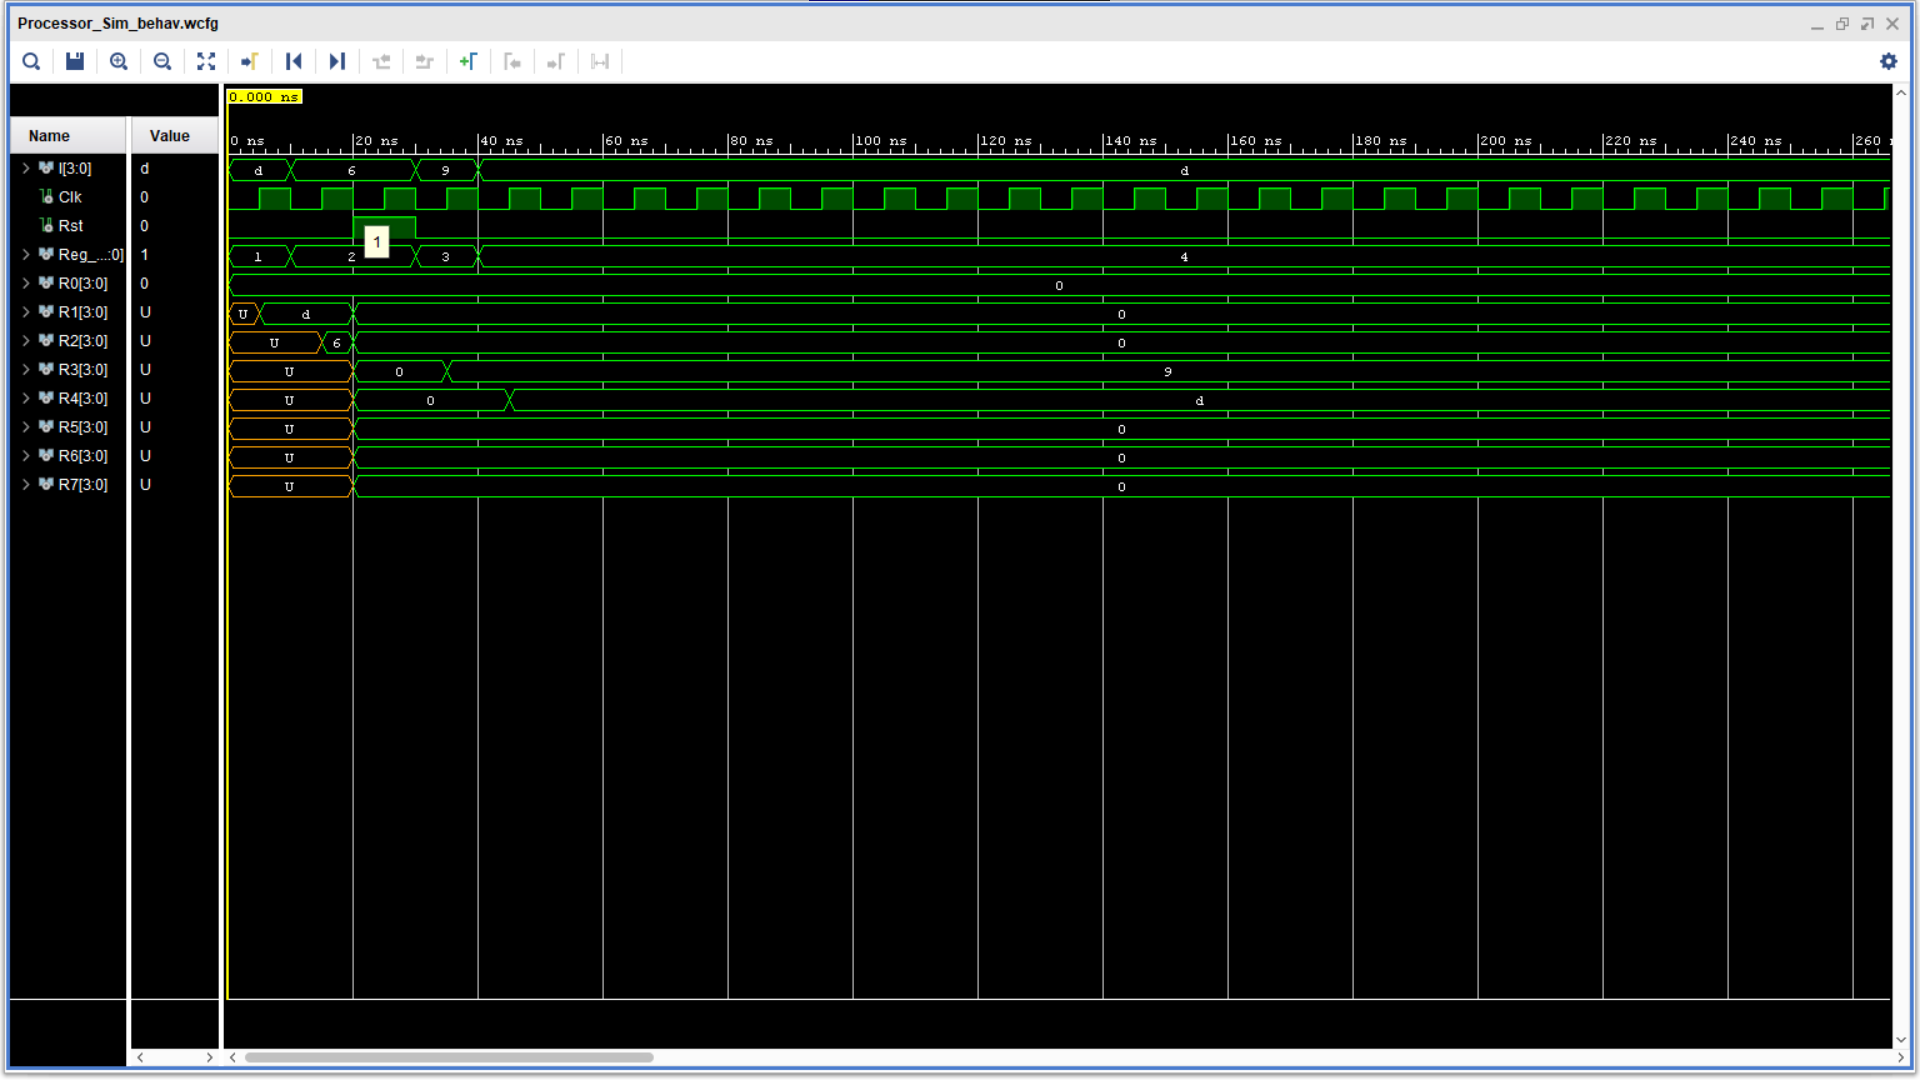 Processor_Sim_behav.wcfg
0.000 ns
Name Value
0 ns 20 ns 40 ns 60 ns 80 ns 100 ns 120 ns 140 ns 160 ns 180 ns 200 ns 220 ns 240 ns 260
I[3:0] d d 6 9 d
Clk 0
Rst 0
1
Reg_...:0] 1 1 2 3 4
R0[3:0] 0 0
R1[3:0] U U d 0
R2[3:0] U U 6 0
R3[3:0] U U 0 9
R4[3:0] U U 0 d
R5[3:0] U U 0
R6[3:0] U U 0
R7[3:0] U U 0